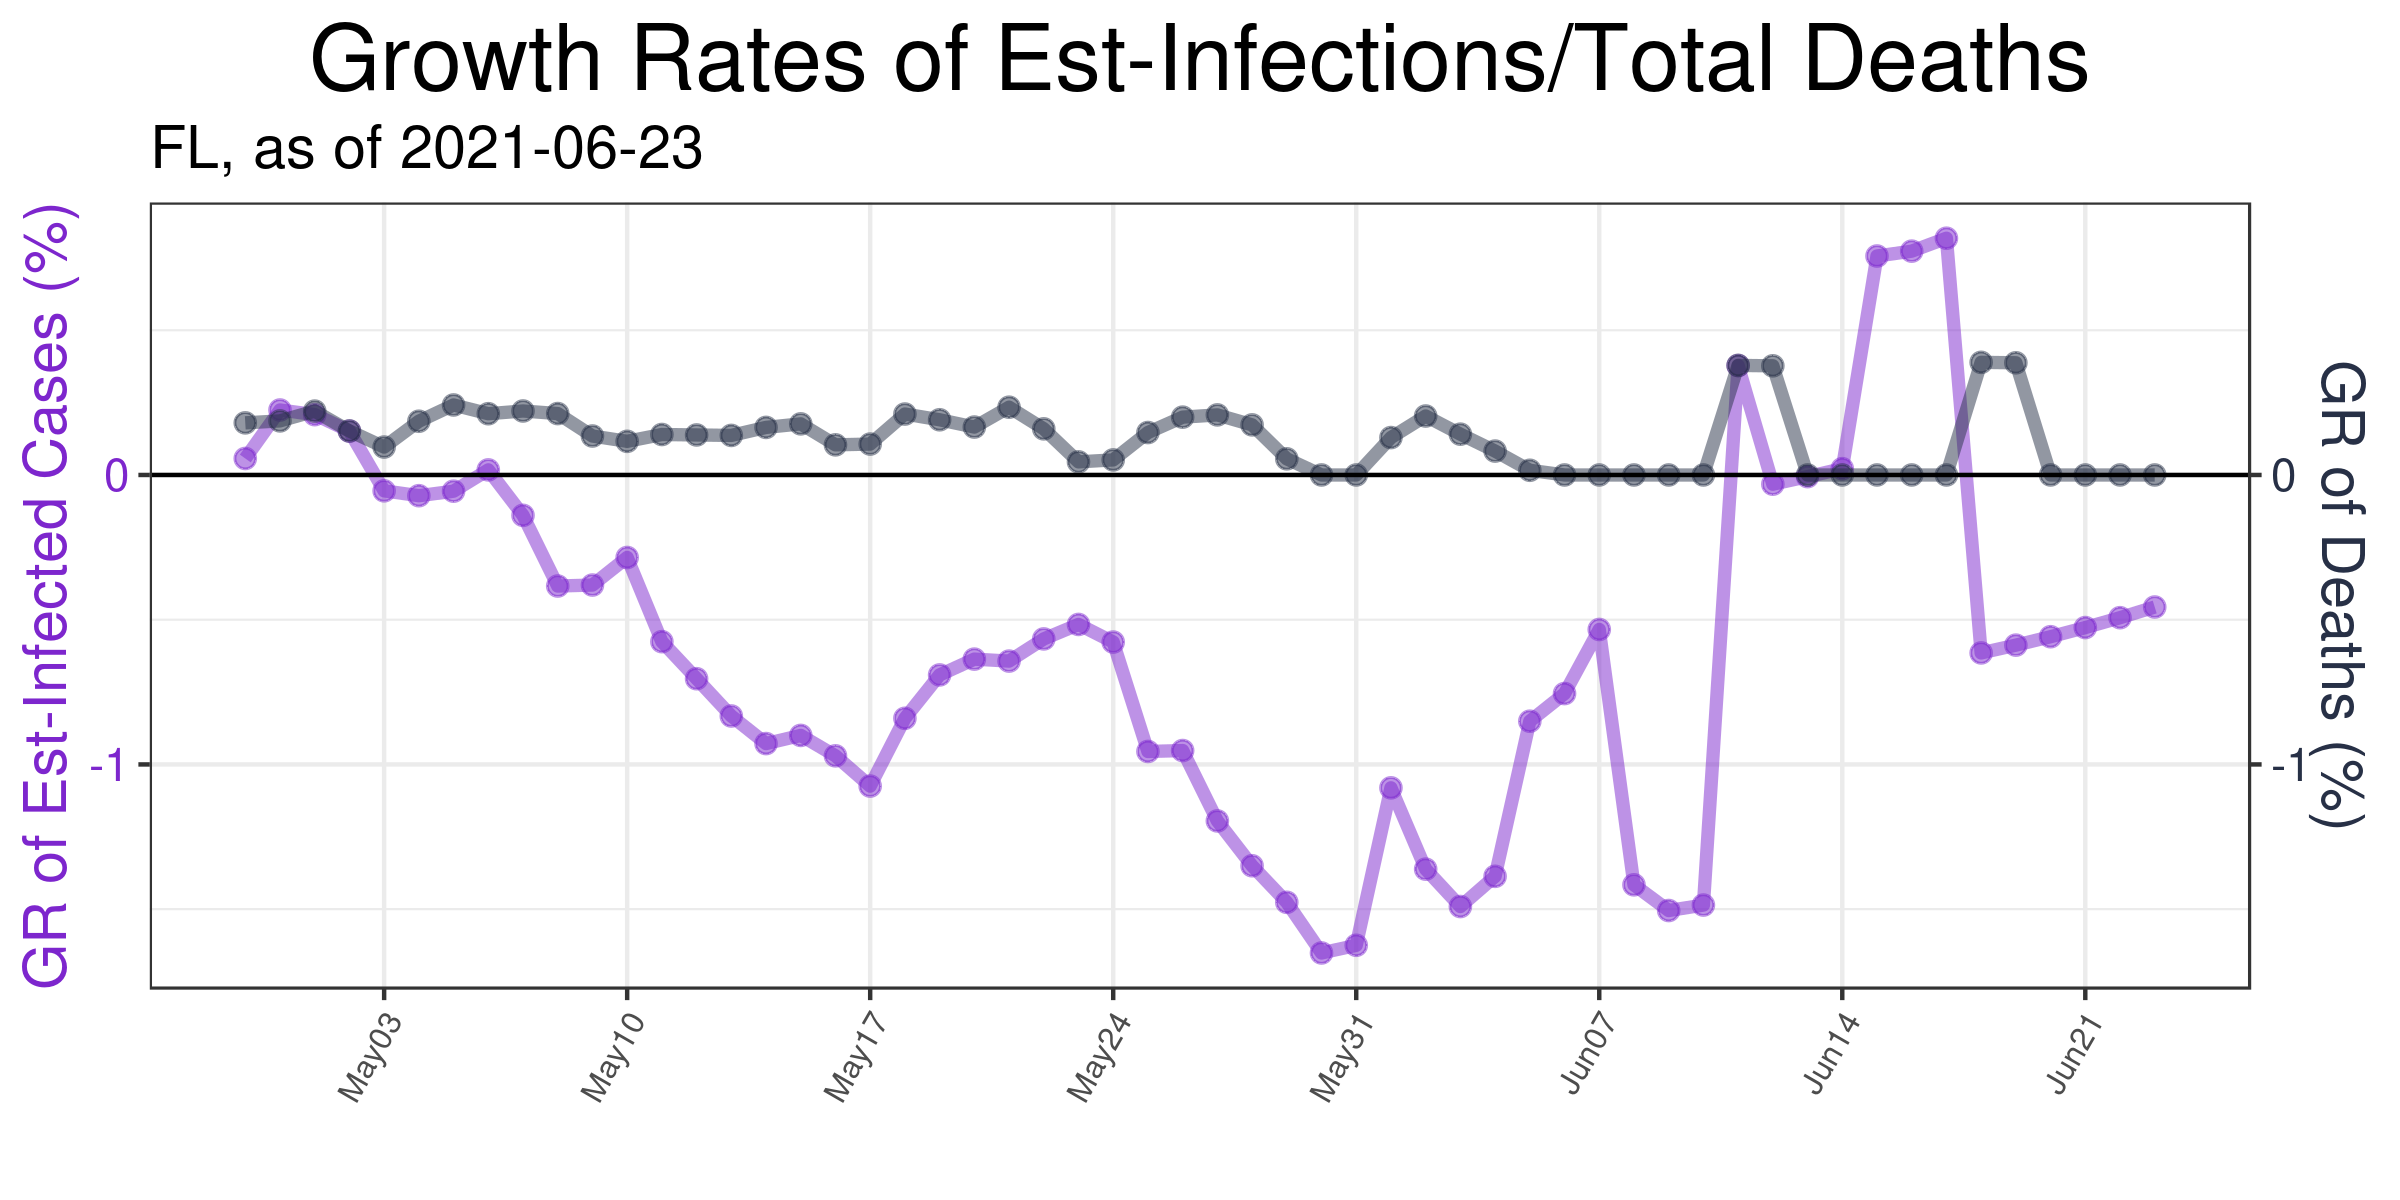 Growth Rates of Est-Infections/Total Deaths
FL, as of 2021-06-23
GR of Est-Infected Cases (%)
0
-1
GR of Deaths (%)
0
-1
May03
May10
May17
May24
May31
Jun07
Jun14
Jun21